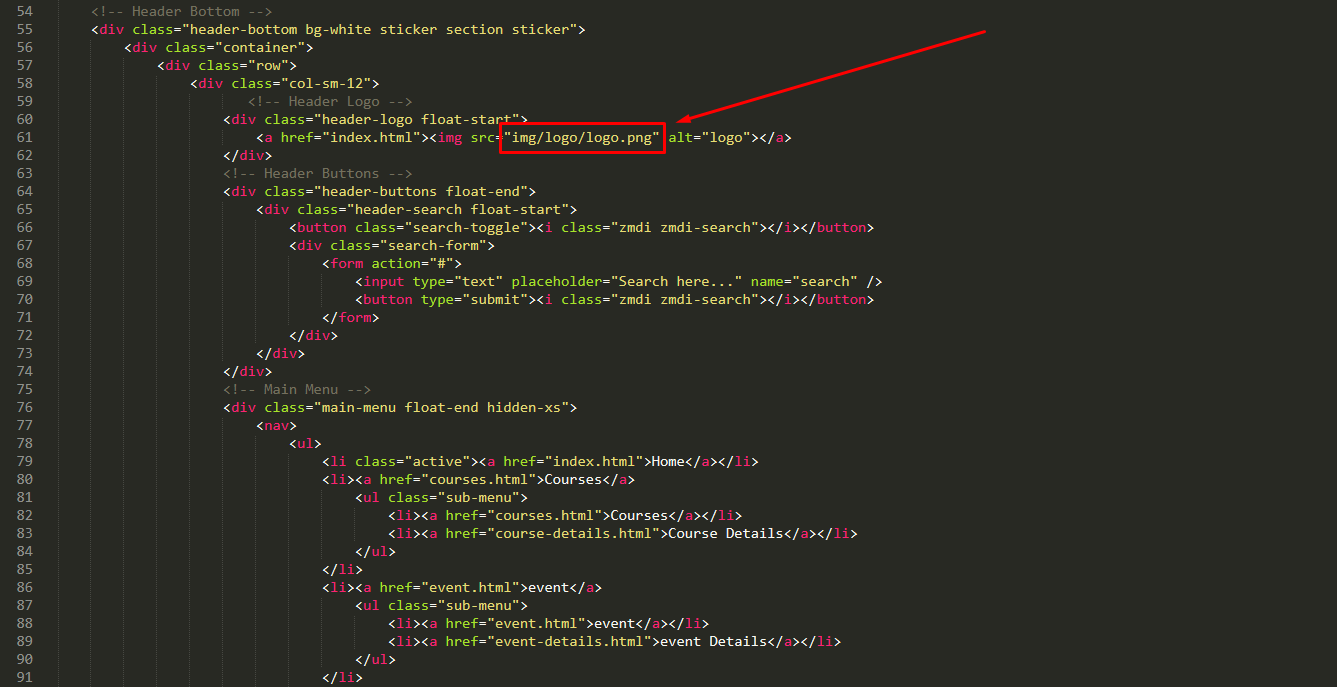 54 <!-- Header Bottom -->
55 <div class="header-bottom bg-white sticker section sticker">
56 <div class="container">
57 <div class="row">
58 <div class="col-sm-12">
59 <!-- Header Logo -->
60 <div class="header-logo float-start">
61 <a href="index.html"><img src="img/logo/logo.png" alt="logo"></a>
62 </div>
63 <!-- Header Buttons -->
64 <div class="header-buttons float-end">
65 <div class="header-search float-start">
66 <button class="search-toggle"><i class="zmdi zmdi-search"></i></button>
67 <div class="search-form">
68 <form action="#">
69 <input type="text" placeholder="Search here..." name="search" />
70 <button type="submit"><i class="zmdi zmdi-search"></i></button>
71 </form>
72 </div>
73 </div>
74 </div>
75 <!-- Main Menu -->
76 <div class="main-menu float-end hidden-xs">
77 <nav>
78 <ul>
79 <li class="active"><a href="index.html">Home</a></li>
80 <li><a href="courses.html">Courses</a>
81 <ul class="sub-menu">
82 <li><a href="courses.html">Courses</a></li>
83 <li><a href="course-details.html">Course Details</a></li>
84 </ul>
85 </li>
86 <li><a href="event.html">event</a>
87 <ul class="sub-menu">
88 <li><a href="event.html">event</a></li>
89 <li><a href="event-details.html">event Details</a></li>
90 </ul>
91 </li>